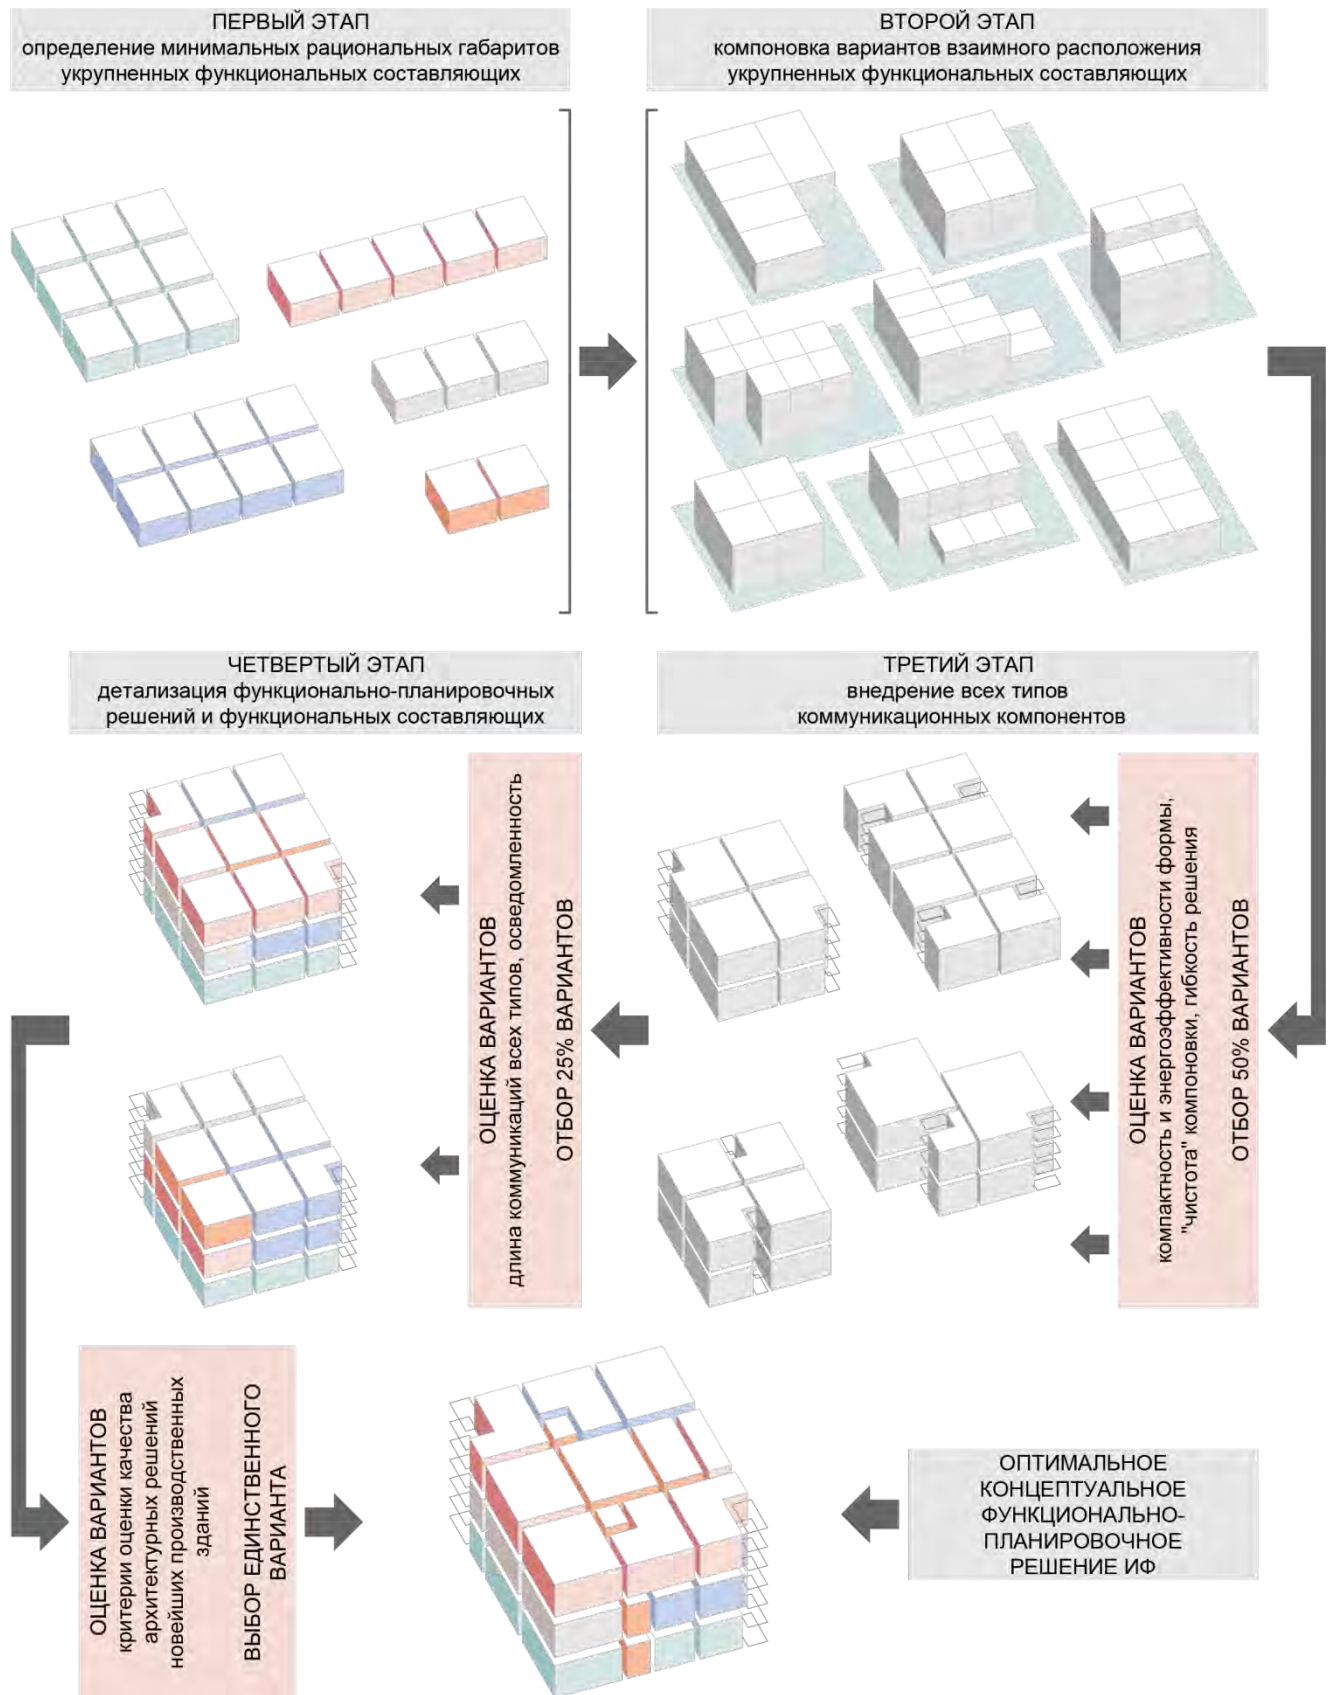 ПЕРВЫЙ ЭТАП
определение минимальных рациональных габаритов
укрупненных функциональных составляющих
ВТОРОЙ ЭТАП
компоновка вариантов взаимного расположения
укрупненных функциональных составляющих
ТРЕТИЙ ЭТАП
внедрение всех типов
коммуникационных компонентов
ОЦЕНКА ВАРИАНТОВ
компактность и энергоэффективности формы,
"чистота" компоновки, гибкость решения
ОТБОР 50% ВАРИАНТОВ
ЧЕТВЕРТЫЙ ЭТАП
детализация функционально-планировочных
решений и функциональных составляющих
ОЦЕНКА ВАРИАНТОВ
длина коммуникаций всех типов, осведомленность
ОТБОР 25% ВАРИАНТОВ
ОЦЕНКА ВАРИАНТОВ
критерии оценки качества
архитектурных решений
новейших производственных
зданий
ВЫБОР ЕДИНСТВЕННОГО
ВАРИАНТА
ОПТИМАЛЬНОЕ
КОНЦЕПТУАЛЬНОЕ
ФУНКЦИОНАЛЬНО-
ПЛАНИРОВОЧНОЕ
РЕШЕНИЕ ИФ